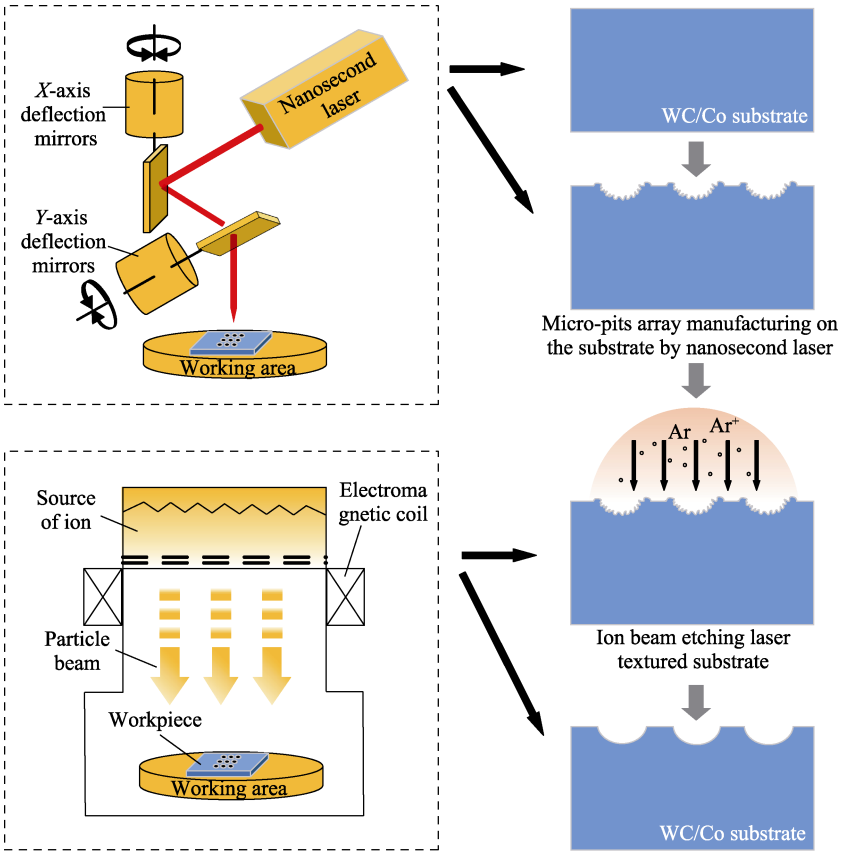 X-axis
deflection
mirrors
Nanosecond
laser
Y-axis
deflection
mirrors
Working area
WC/Co substrate
Micro-pits array manufacturing on
the substrate by nanosecond laser
Ar Ar⁺
Ion beam etching laser
textured substrate
WC/Co substrate
Source
of ion
Electroma
gnetic coil
Particle
beam
Workpiece
Working area